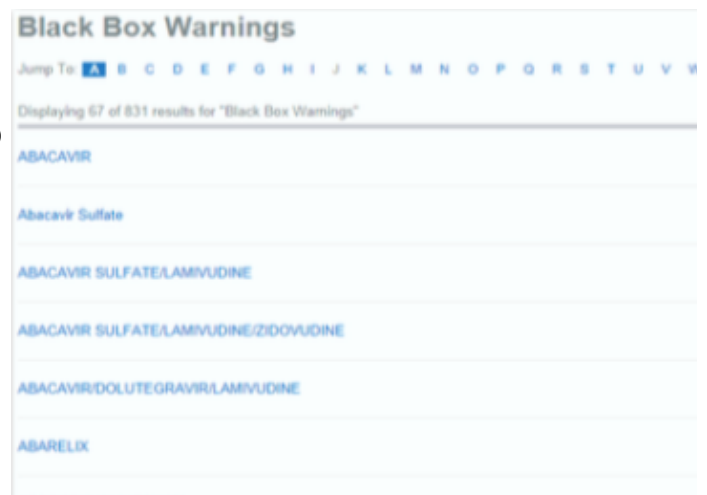 Black Box Warnings
Jump To: A B C D E F G H I J K L M N O P Q R S T U V W
Displaying 67 of 831 results for "Black Box Warnings"
ABACAVIR
Abacavir Sulfate
ABACAVIR SULFATE/LAMIVUDINE
ABACAVIR SULFATE/LAMIVUDINE/ZIDOVUDINE
ABACAVIR/DOLUTEGRAVIR/LAMIVUDINE
ABARELIX